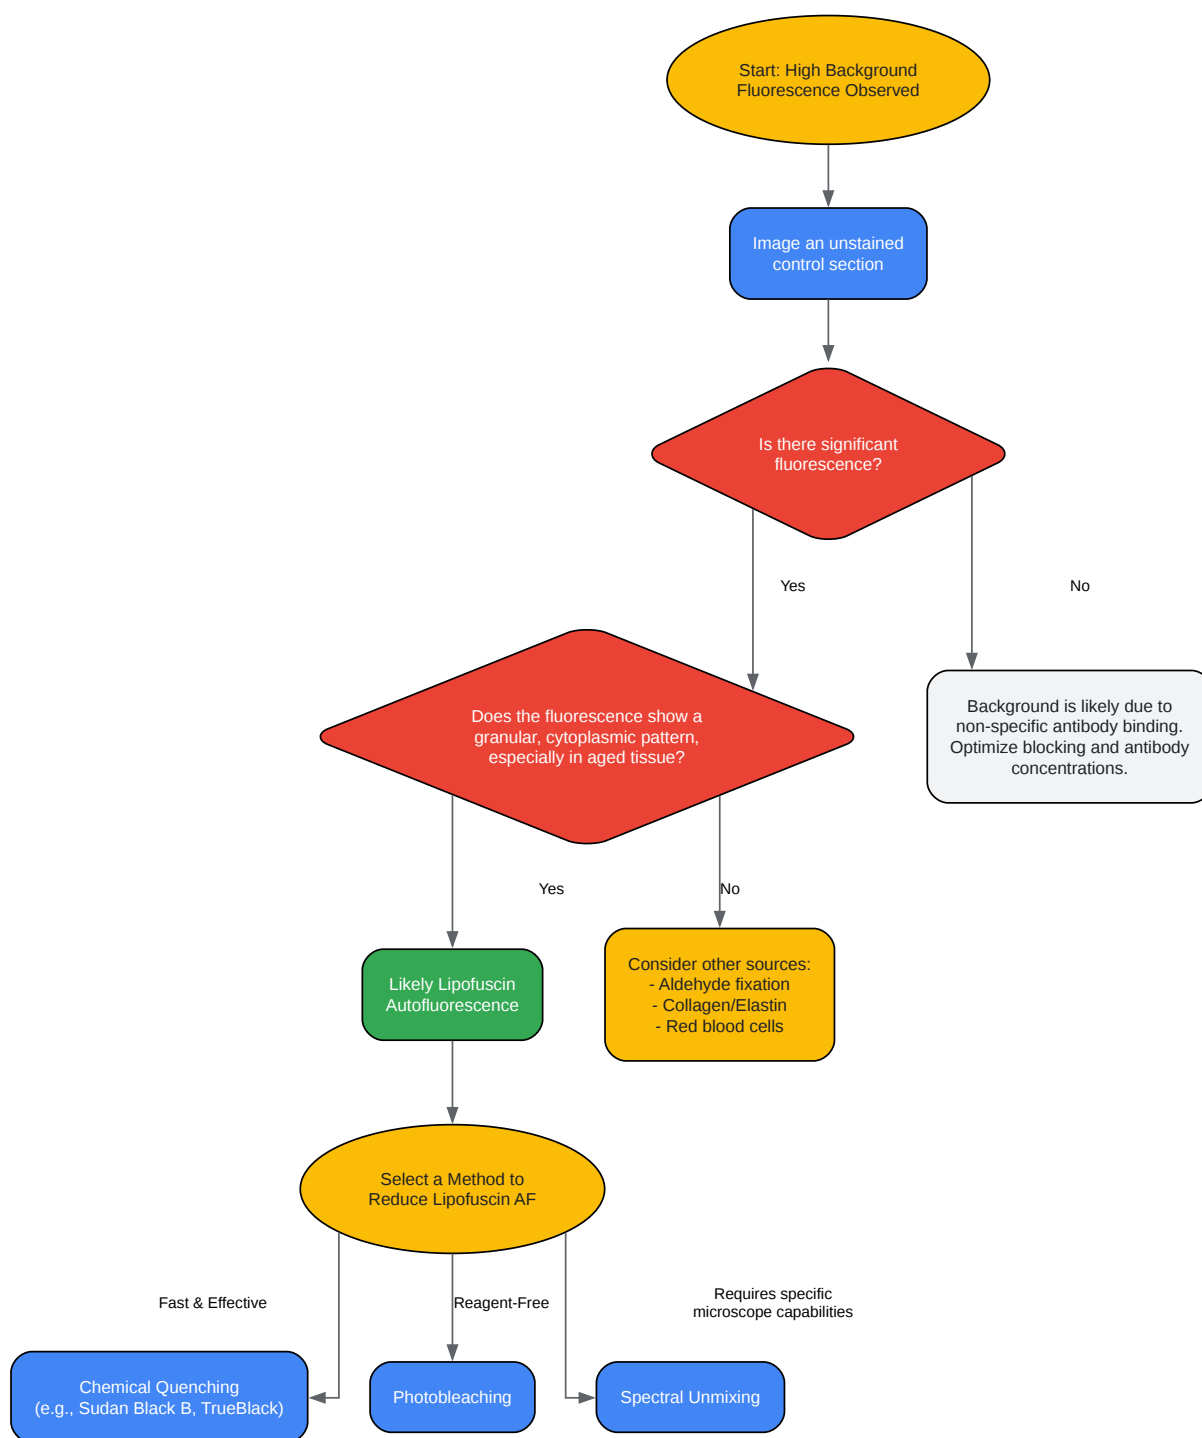 Start: High Background
Fluorescence Observed
Image an unstained
control section
Is there significant
fluorescence?
Yes
No
Does the fluorescence show a
granular, cytoplasmic pattern,
especially in aged tissue?
Background is likely due to
non-specific antibody binding.
Optimize blocking and antibody
concentrations.
Yes
No
Likely Lipofuscin
Autofluorescence
Consider other sources:
- Aldehyde fixation
- Collagen/Elastin
- Red blood cells
Select a Method to
Reduce Lipofuscin AF
Fast & Effective
Reagent-Free
Requires specific
microscope capabilities
Chemical Quenching
(e.g., Sudan Black B, TrueBlack)
Photobleaching
Spectral Unmixing